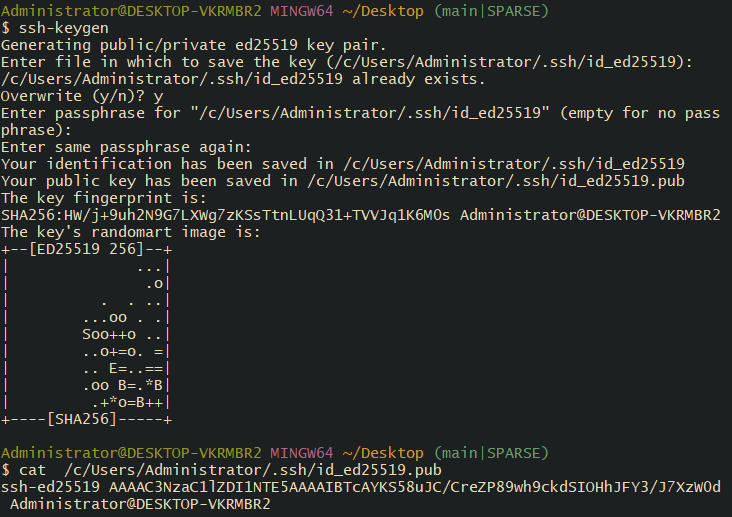 Administrator@DESKTOP-VKRMBR2 MINGW64 ~/Desktop (main|SPARSE)
$ ssh-keygen
Generating public/private ed25519 key pair.
Enter file in which to save the key (/c/Users/Administrator/.ssh/id_ed25519):
/c/Users/Administrator/.ssh/id_ed25519 already exists.
Overwrite (y/n)? y
Enter passphrase for "/c/Users/Administrator/.ssh/id_ed25519" (empty for no pass
phrase):
Enter same passphrase again:
Your identification has been saved in /c/Users/Administrator/.ssh/id_ed25519
Your public key has been saved in /c/Users/Administrator/.ssh/id_ed25519.pub
The key fingerprint is:
SHA256:HW/j+9uh2N9G7LXWg7zKSsTtnLUqQ31+TVVJq1K6MOs Administrator@DESKTOP-VKRMBR2
The key's randomart image is:
+--[ED25519 256]--+
|              ...|
|               .o|
|          .  . ..|
|        ...oo . .|
|        Soo++o ..|
|        ..o+=o. =|
|        .. E=..==|
|        .oo B=.*B|
|         .+*o=B++|
+----[SHA256]-----+
Administrator@DESKTOP-VKRMBR2 MINGW64 ~/Desktop (main|SPARSE)
$ cat  /c/Users/Administrator/.ssh/id_ed25519.pub
ssh-ed25519 AAAAC3NzaC1lZDI1NTE5AAAAIBTcAYKS58uJC/CreZP89wh9ckdSIOHhJFY3/J7XzWOd
 Administrator@DESKTOP-VKRMBR2